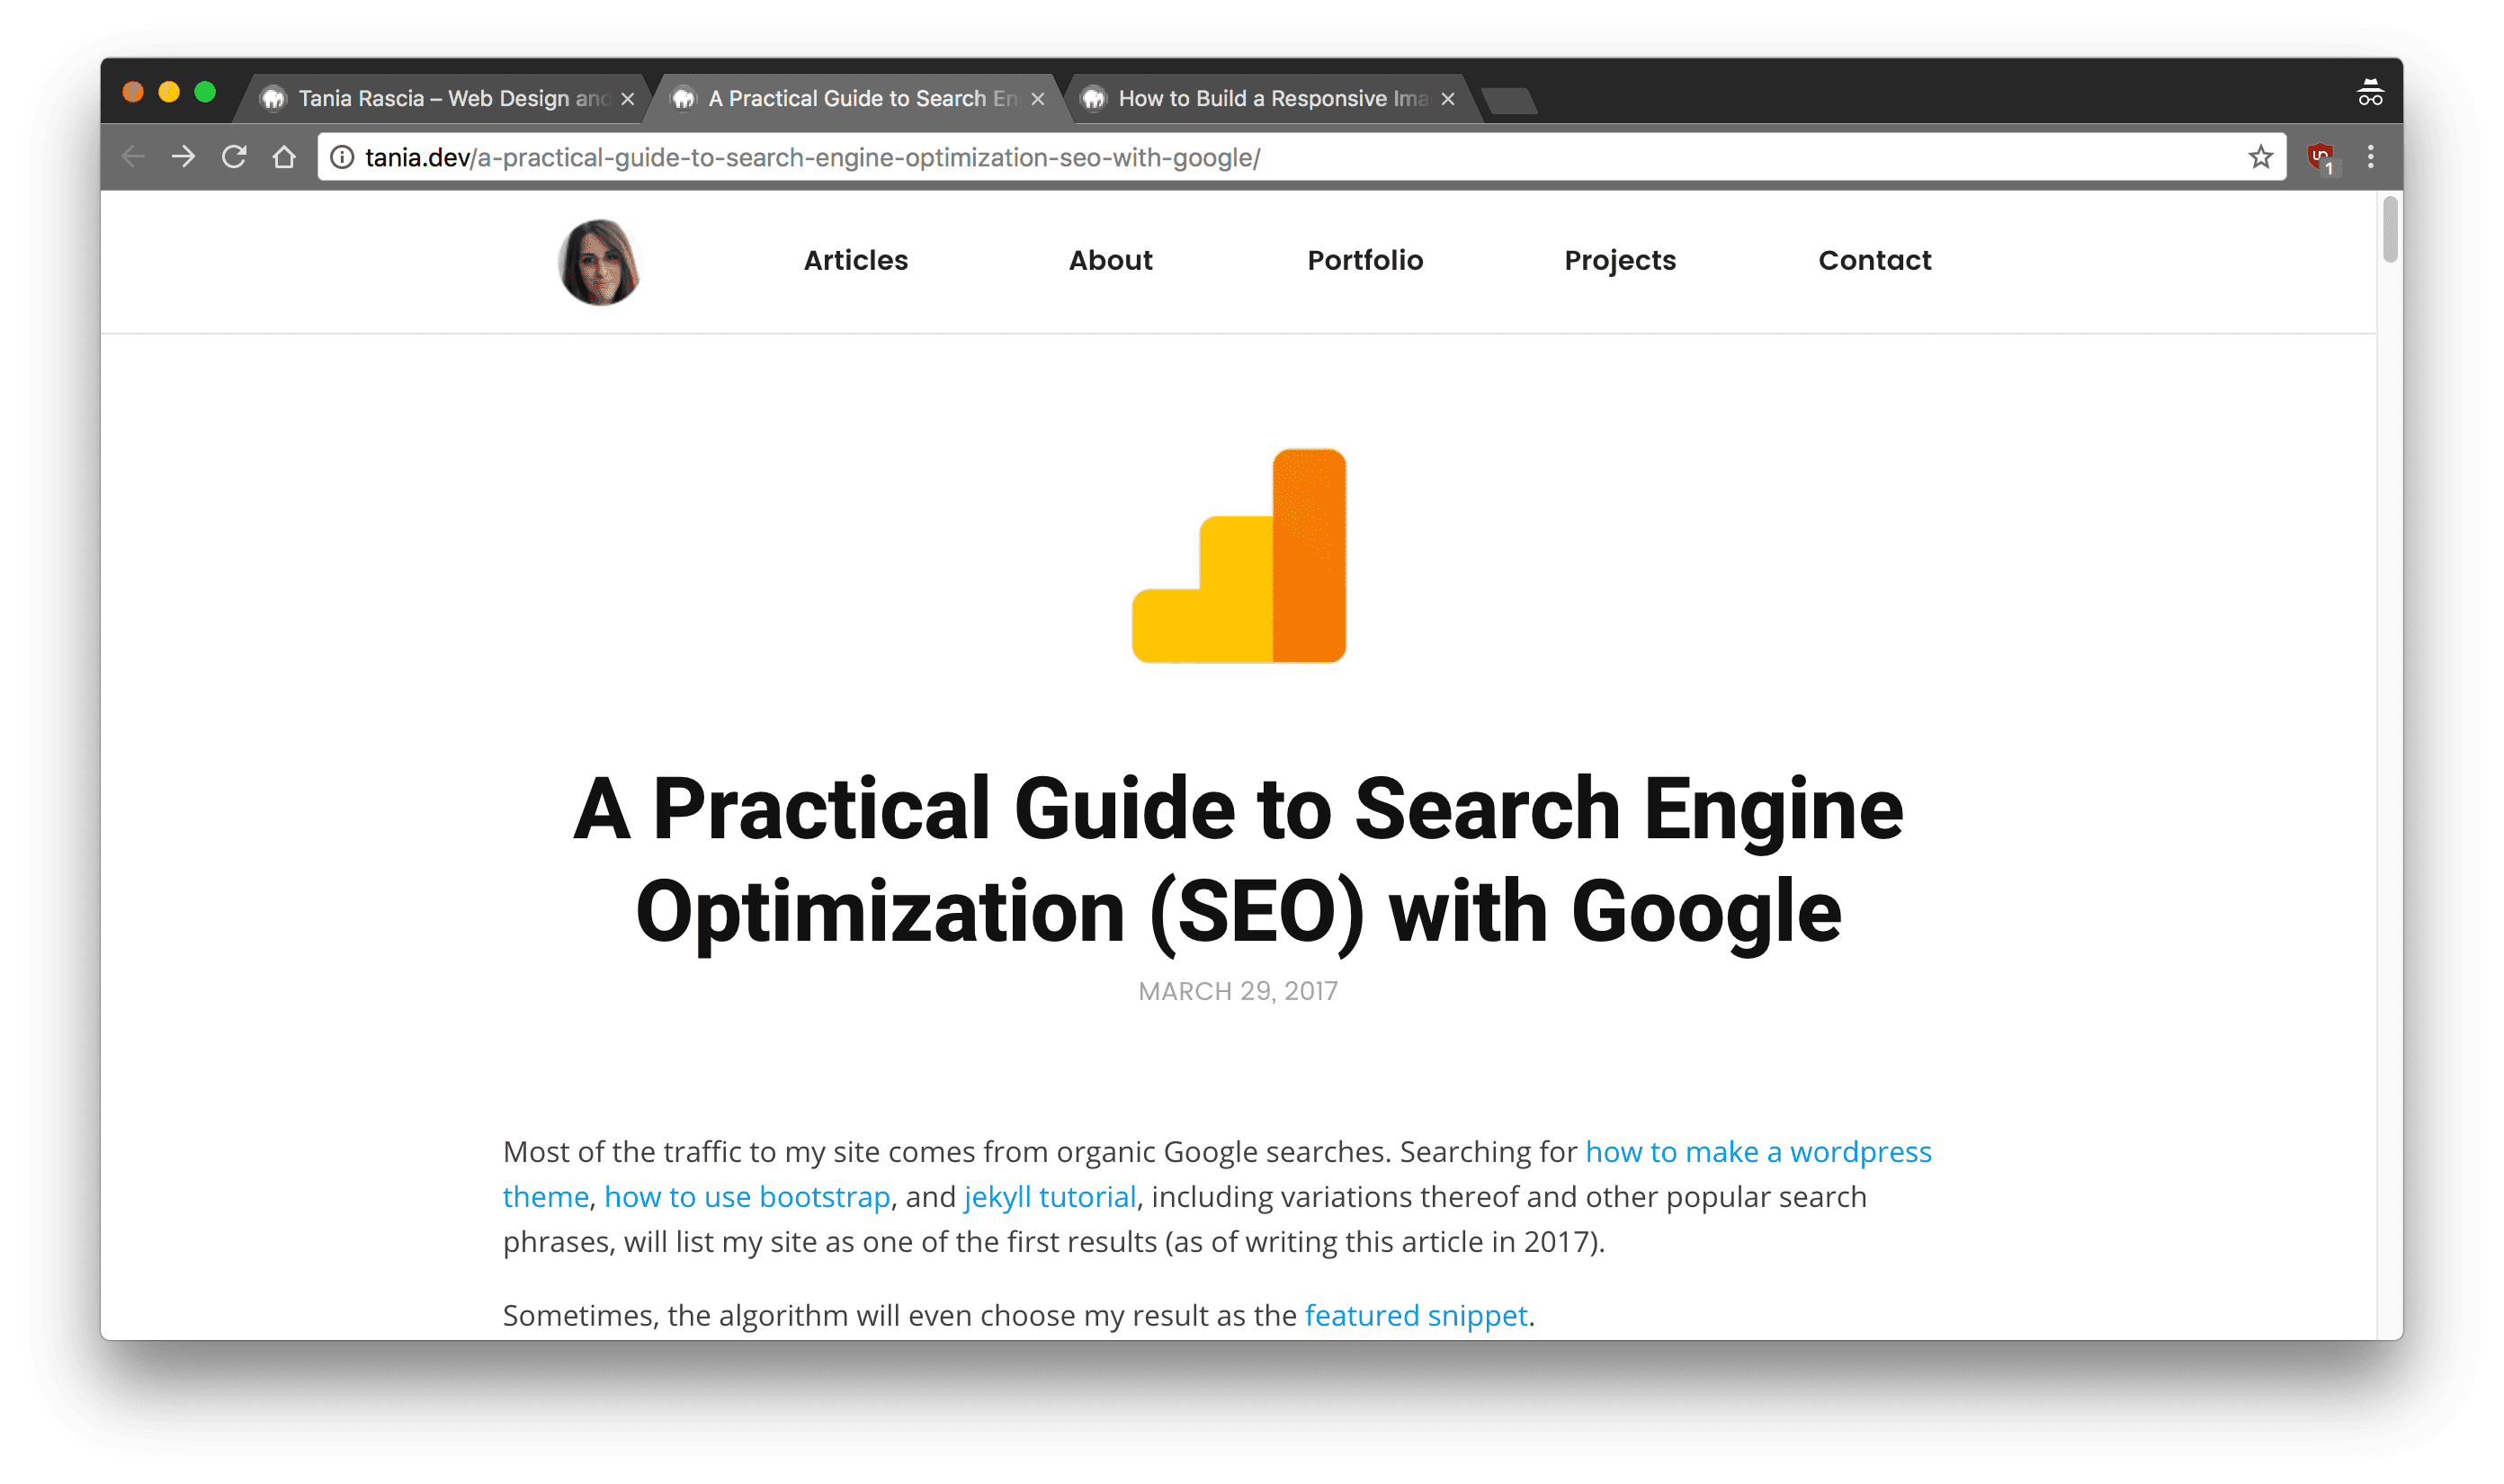 Tania Rascia – Web Design and
A Practical Guide to Search En
How to Build a Responsive Ima
tania.dev/a-practical-guide-to-search-engine-optimization-seo-with-google/
1
Articles
About
Portfolio
Projects
Contact
A Practical Guide to Search Engine
Optimization (SEO) with Google
MARCH 29, 2017
Most of the traffic to my site comes from organic Google searches. Searching for how to make a wordpress
theme, how to use bootstrap, and jekyll tutorial, including variations thereof and other popular search
phrases, will list my site as one of the first results (as of writing this article in 2017).
Sometimes, the algorithm will even choose my result as the featured snippet.